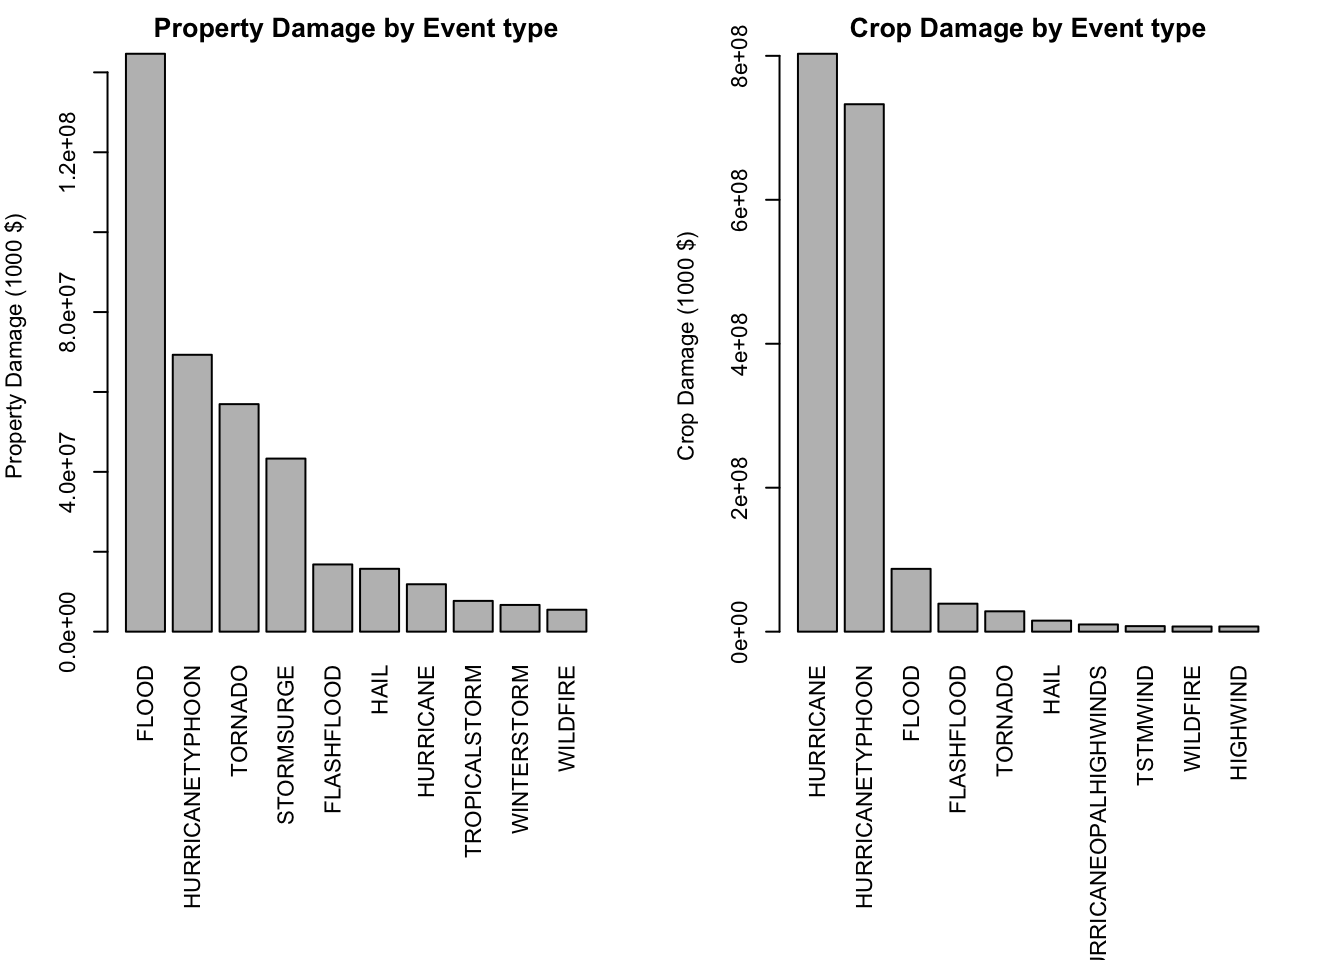 Property Damage by Event type
Property Damage (1000 $)
1.2e+08
8.0e+07
4.0e+07
0.0e+00
FLOOD
HURRICANETYPHOON
TORNADO
STORMSURGE
FLASHFLOOD
HAIL
HURRICANE
TROPICALSTORM
WINTERSTORM
WILDFIRE
Crop Damage by Event type
Crop Damage (1000 $)
8e+08
6e+08
4e+08
2e+08
0e+00
HURRICANE
HURRICANETYPHOON
FLOOD
FLASHFLOOD
TORNADO
HAIL
URRICANEOPALHIGHWINDS
TSTMWIND
WILDFIRE
HIGHWIND